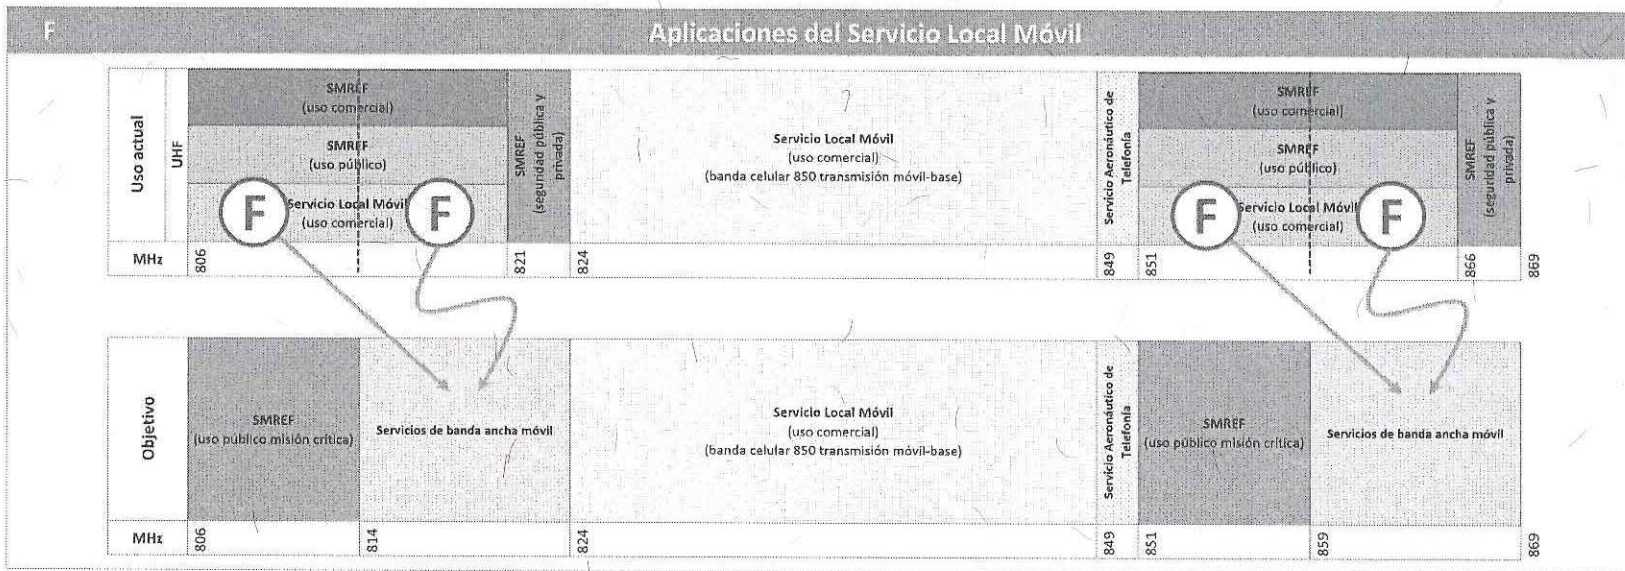 F
Aplicaciones del Servicio Local Móvil
Uso actual
UHF
SMREF
(uso comercial)
SMREF
(uso público)
F
Servicio Local Móvil
(uso comercial)
F
SMREF
(seguridad pública y
privada)
Servicio Local Móvil
(uso comercial)
(banda celular 850 transmisión móvil-base)
Servicio Aeronáutico de
Telefonía
SMREF
(uso comercial)
SMREF
(uso público)
F
Servicio Local Móvil
(uso comercial)
F
SMREF
(seguridad pública y
privada)
MHz
806
821
824
849
851
866
869
Objetivo
SMREF
(uso público misión crítica)
Servicios de banda ancha móvil
Servicio Local Móvil
(uso comercial)
(banda celular 850 transmisión móvil-base)
Servicio Aeronáutico de
Telefonía
SMREF
(uso público misión crítica)
Servicios de banda ancha móvil
MHz
806
814
824
849
851
859
869